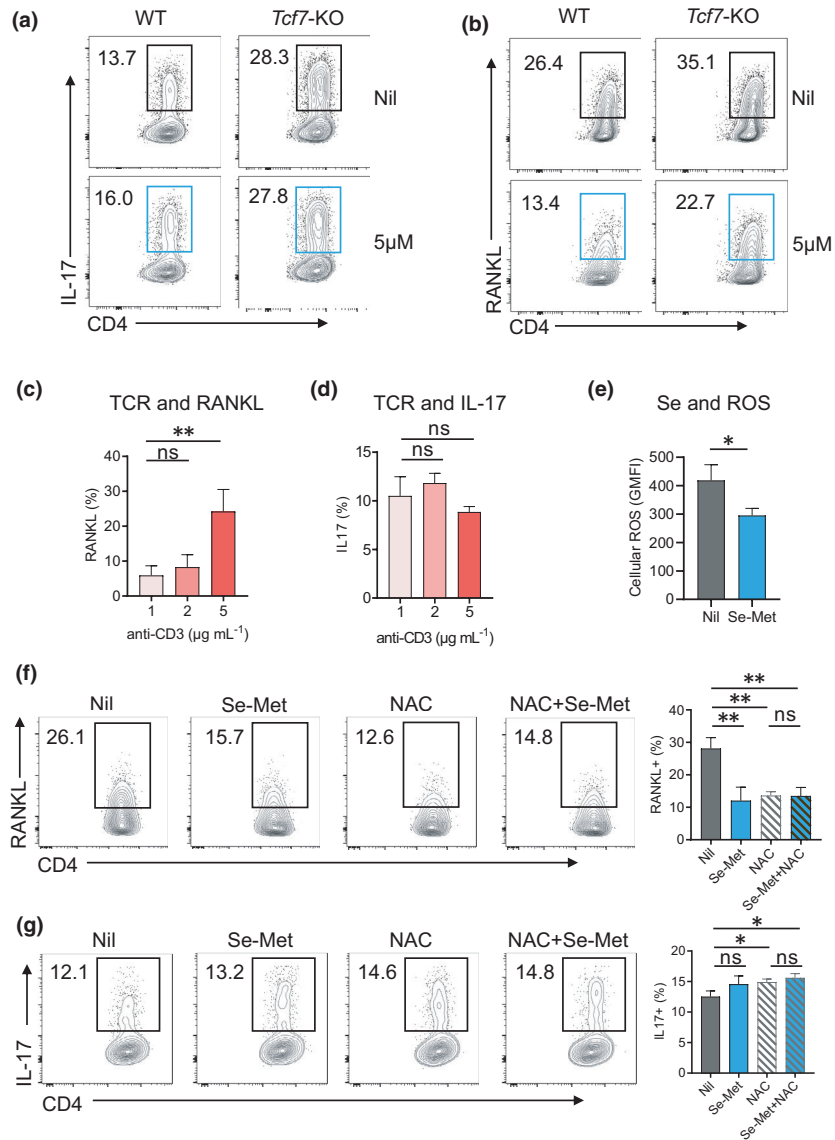 (a)
WT
Tcf7-KO
13.7
28.3
Nil
16.0
27.8
5µM
IL-17
CD4
(b)
WT
Tcf7-KO
26.4
35.1
Nil
13.4
22.7
5µM
RANKL
CD4
(c)
TCR and RANKL
**
ns
RANKL (%)
60
40
20
10
0
1 2 5
anti-CD3 (µg mL-1)
(d)
TCR and IL-17
ns
ns
IL17 (%)
15
10
5
0
1 2 5
anti-CD3 (µg mL-1)
(e)
Se and ROS
*
Cellular ROS (GMFI)
500
400
300
200
100
0
Nil Se-Met
(f)
Nil
Se-Met
NAC
NAC+Se-Met
26.1
15.7
12.6
14.8
RANKL
CD4
**
**
**
ns
RANKL+ (%)
40
30
20
10
0
Nil
Se-Met
NAC
Se-Met+NAC
(g)
Nil
Se-Met
NAC
NAC+Se-Met
12.1
13.2
14.6
14.8
IL-17
CD4
*
*
ns
ns
IL17+ (%)
20
15
10
5
0
Nil
Se-Met
NAC
Se-Met+NAC